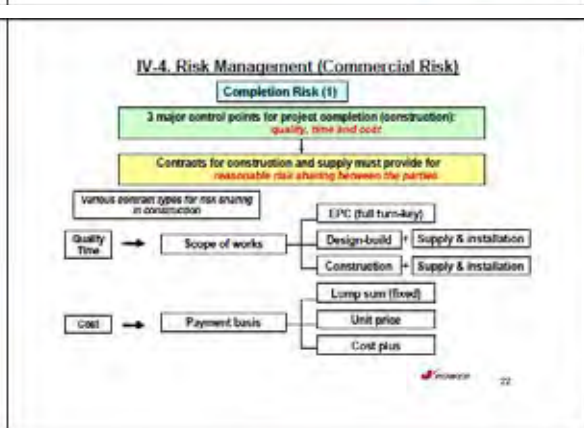 IV-4. Risk Management (Commercial Risk)
Completion Risk (1)
3 major control points for project completion (construction):
quality, time and cost
Contracts for construction and supply must provide for
reasonable risk sharing between the parties
Various contract types for risk sharing
in construction
Quality
Time
Scope of works
EPC (full turn-key)
Design-build + Supply & installation
Construction + Supply & installation
Cost
Payment basis
Lump sum (fixed)
Unit price
Cost plus
22